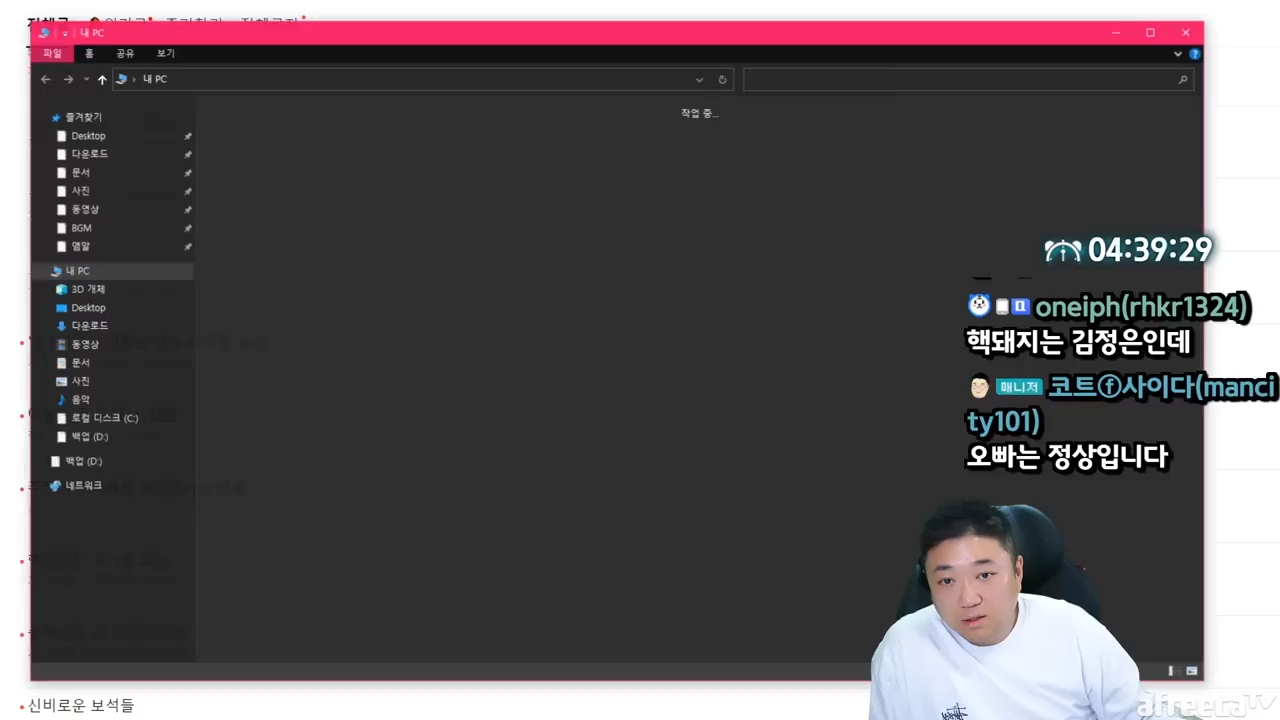 내 PC
파일 홈 공유 보기
내 PC
작업 중...
즐겨찾기
Desktop
다운로드
문서
사진
동영상
BGM
앰알
내 PC
3D 개체
Desktop
다운로드
동영상
문서
사진
음악
로컬 디스크 (C:)
백업 (D:)
백업 (D:)
네트워크
04:39:29
oneiph(rhkr1324)
핵돼지는 김정은인데
매니저 코트ⓕ사이다(manci
ty101)
오빠는 정상입니다
신비로운 보석들
afreecaTV